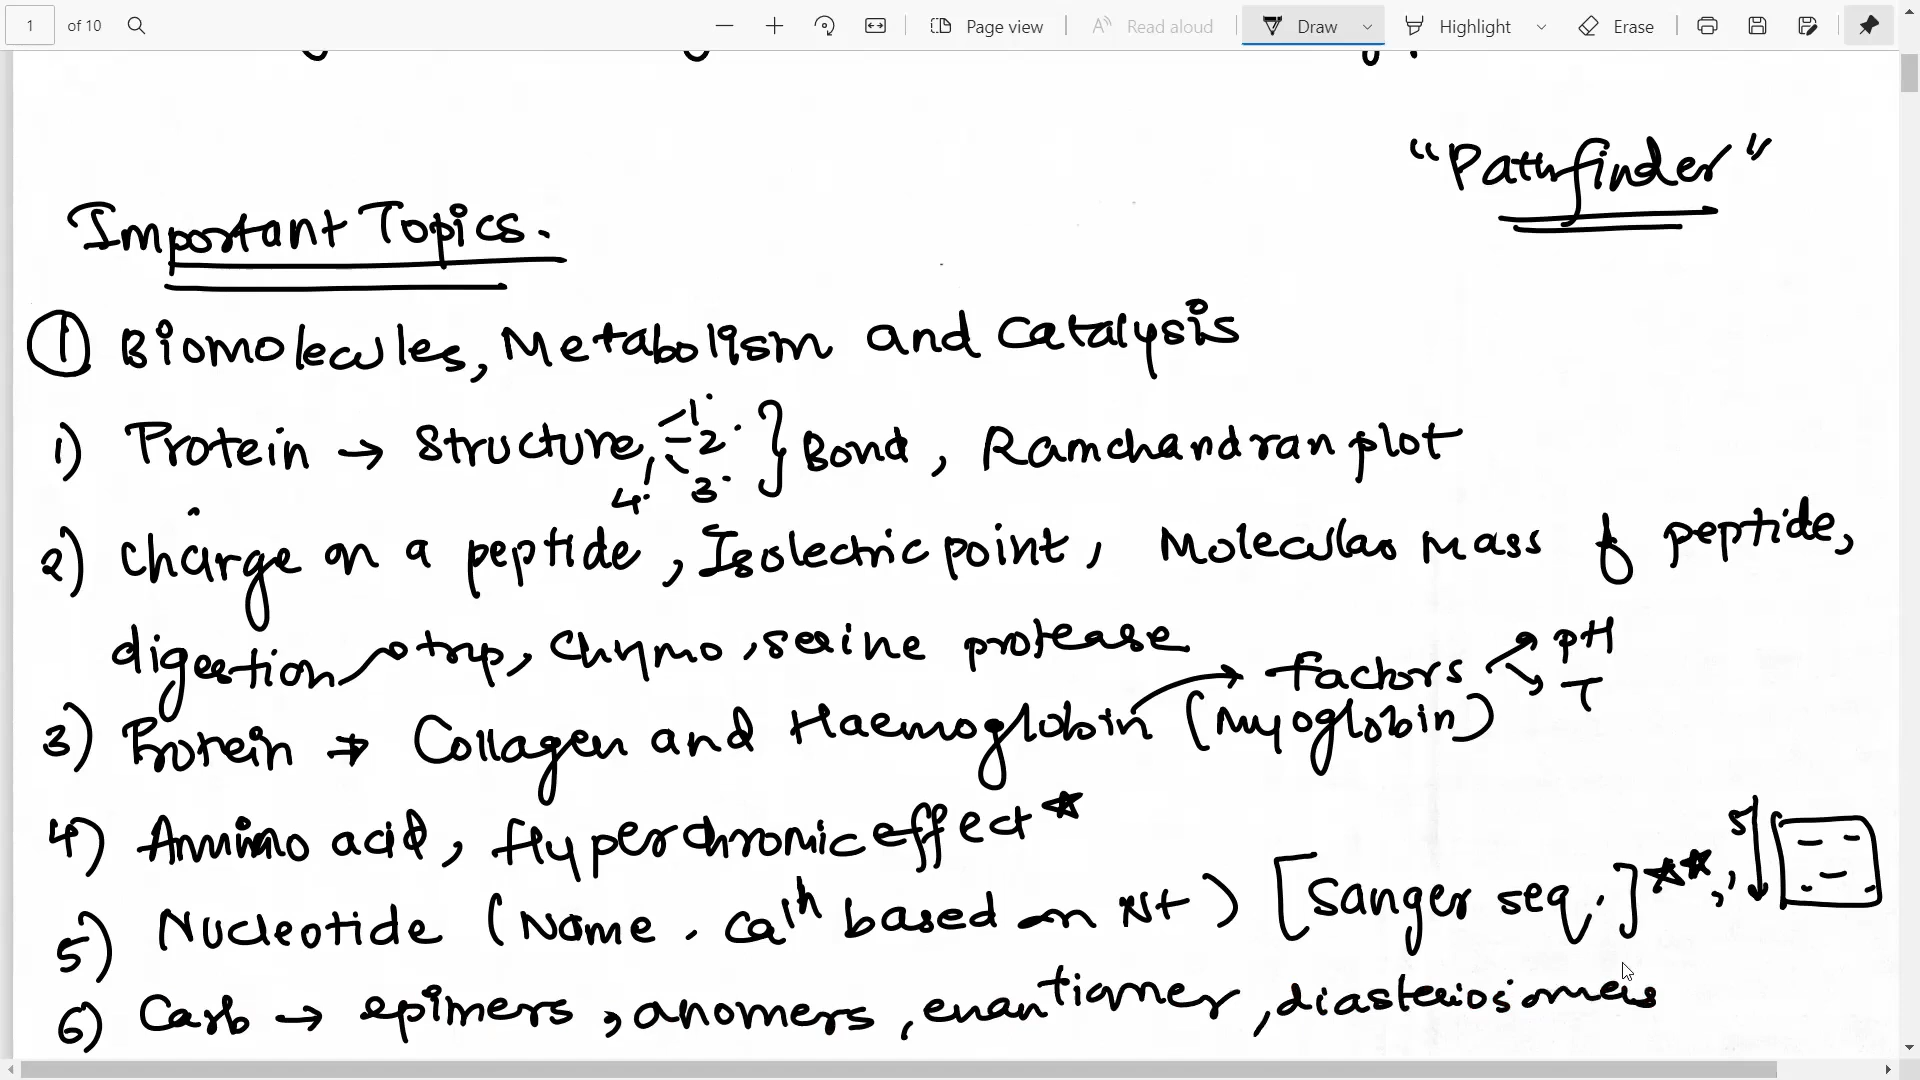 1 of 10 Page view Read aloud Draw Highlight Erase
"Pathfinder"
Important Topics.
① Biomolecules, Metabolism and Catalysis
1) Protein → Structure, 1° 2° 3° 4° } Bond, Ramchandran plot
2) Charge on a peptide, Isolectric point, Molecular mass of peptide,
digestion → tryp, Chymo, serine protease
→ factors → pH
→ T
3) Protein → Collagen and Haemoglobin (Myoglobin)
4) Amino acid, Hyperchromic effect*
5) Nucleotide (Name. Calⁿ based on Nt) [Sanger seq.]**, 5'
6) Carb → epimers, anomers, enantiomer, diasteriosomers